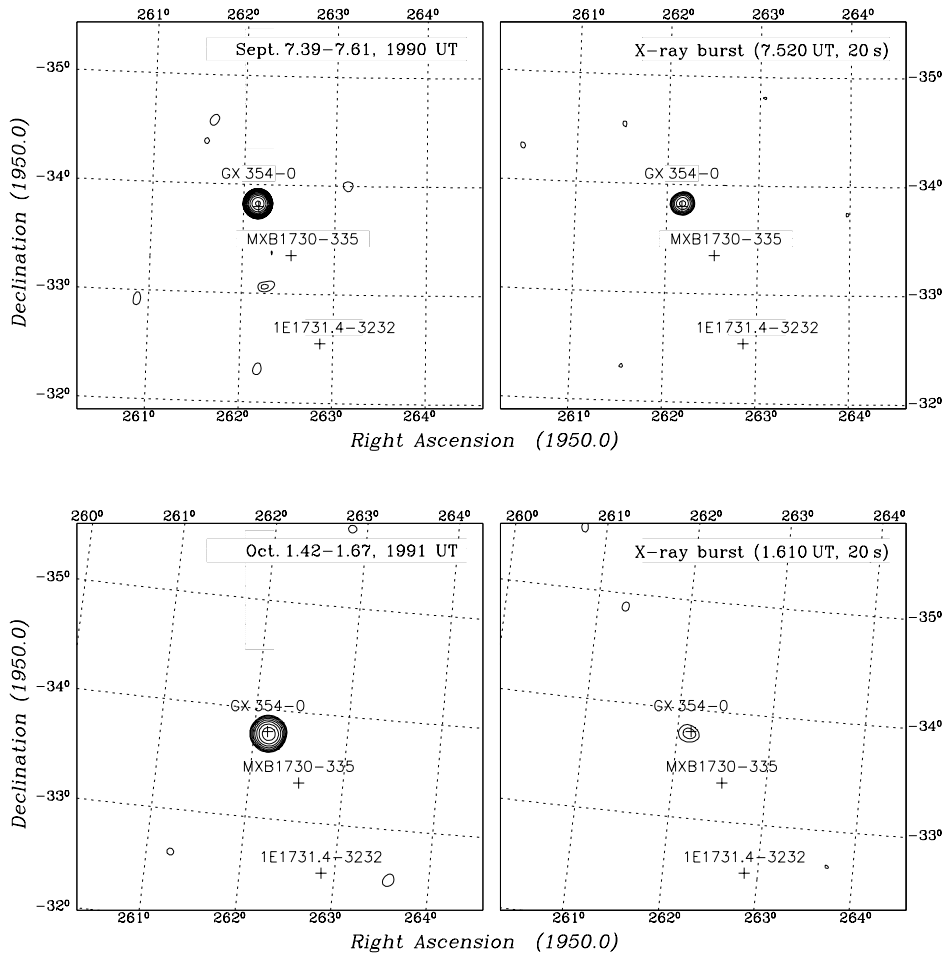 261° 262° 263° 264° 261° 262° 263° 264°
Sept. 7.39−7.61, 1990 UT
X-ray burst (7.520 UT, 20 s)
−35° −35°
−34° −34°
GX 354-0 GX 354-0
MXB1730-335 MXB1730-335
−33° −33°
1E1731.4-3232 1E1731.4-3232
−32° −32°
Declination (1950.0)
261° 262° 263° 264° 261° 262° 263° 264°
Right Ascension (1950.0)
260° 261° 262° 263° 264° 260° 261° 262° 263° 264°
Oct. 1.42−1.67, 1991 UT
X-ray burst (1.610 UT, 20 s)
−35° −35°
−34° −34°
GX 354-0 GX 354-0
MXB1730-335 MXB1730-335
−33° −33°
1E1731.4-3232 1E1731.4-3232
−32°
Declination (1950.0)
261° 262° 263° 264° 261° 262° 263° 264°
Right Ascension (1950.0)